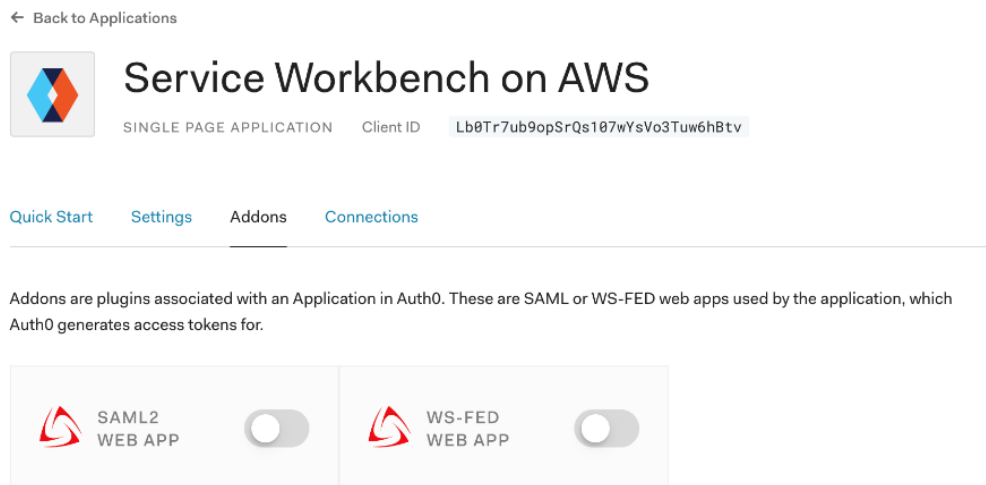 ← Back to Applications
Service Workbench on AWS
SINGLE PAGE APPLICATION Client ID Lb0Tr7ub9opSrQs107wYsVo3Tuw6hBtv
Quick Start Settings Addons Connections
Addons are plugins associated with an Application in Auth0. These are SAML or WS-FED web apps used by the application, which
Auth0 generates access tokens for.
SAML2
WEB APP
WS-FED
WEB APP